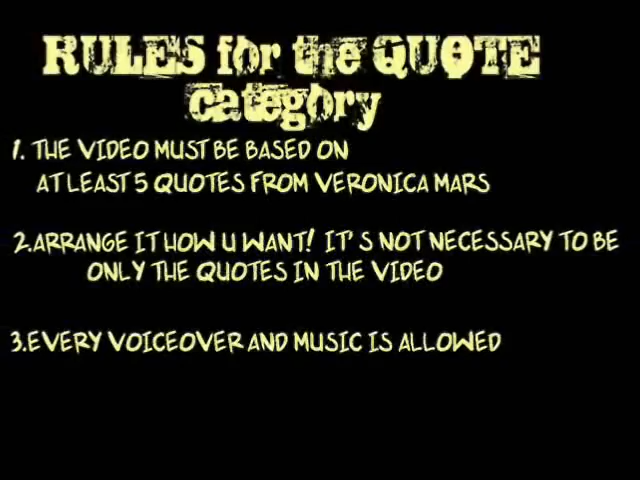 RULES for the QUOTE
category
1. THE VIDEO MUST BE BASED ON
AT LEAST 5 QUOTES FROM VERONICA MARS
2.ARRANGE IT HOW U WANT! IT'S NOT NECESSARY TO BE
ONLY THE QUOTES IN THE VIDEO
3.EVERY VOICEOVER AND MUSIC IS ALLOWED